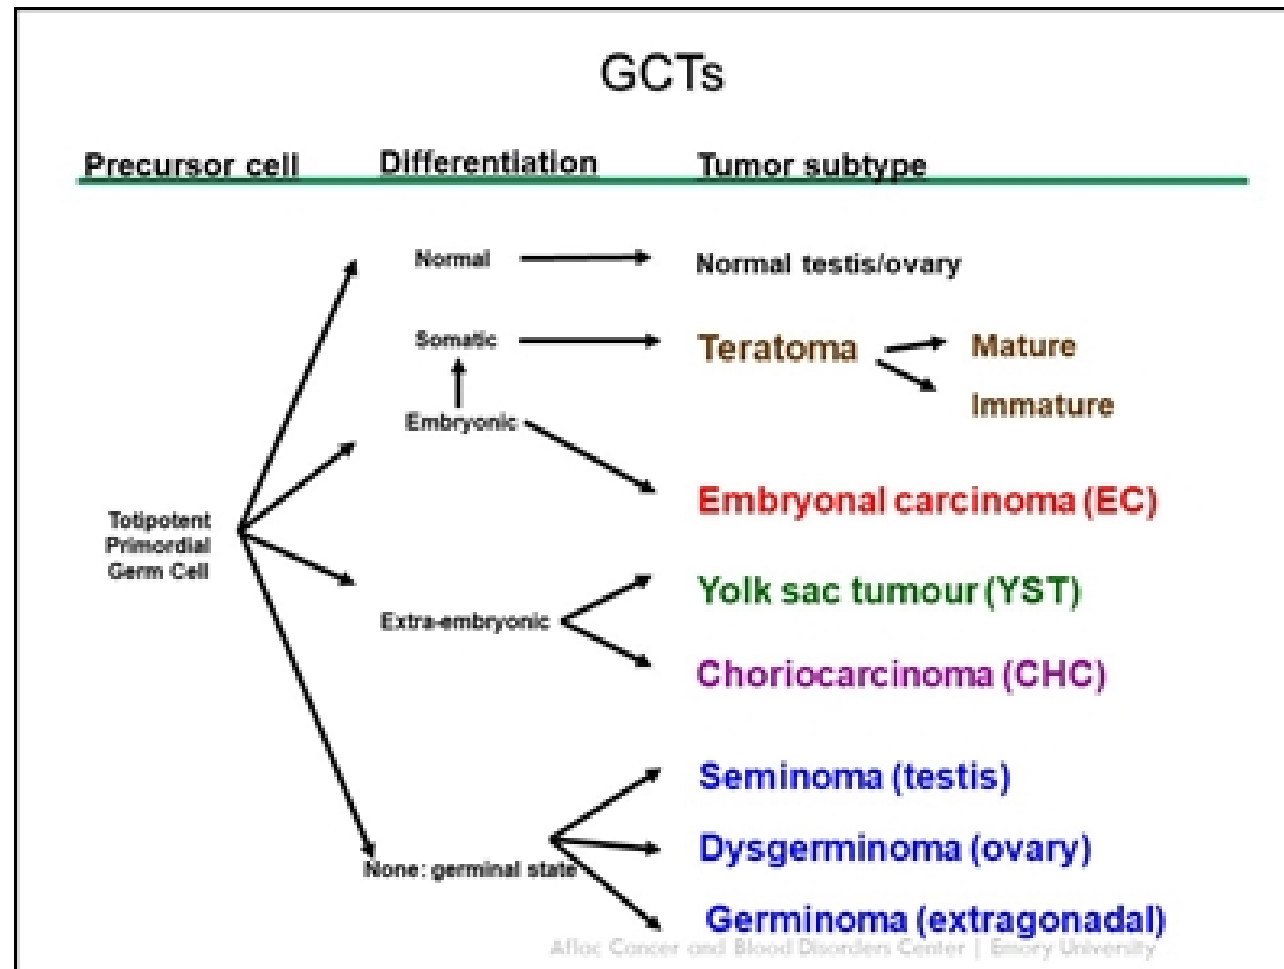 GCTs
Precursor cell Differentiation Tumor subtype
Normal Normal testis/ovary
Somatic Teratoma Mature
Immature
Embryonic
Embryonal carcinoma (EC)
Totipotent
Primordial
Germ Cell
Yolk sac tumour (YST)
Extra-embryonic
Choriocarcinoma (CHC)
Seminoma (testis)
Dysgerminoma (ovary)
None: germinal state
Germinoma (extragonadal)
Aflac Cancer and Blood Disorders Center | Emory University